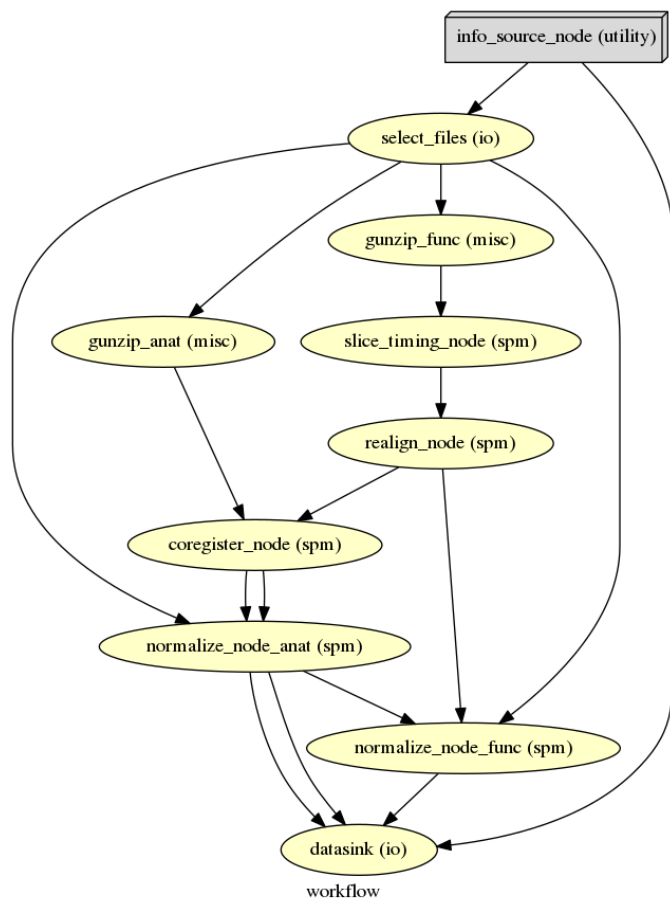 info_source_node (utility)
select_files (io)
gunzip_func (misc)
gunzip_anat (misc)
slice_timing_node (spm)
realign_node (spm)
coregister_node (spm)
normalize_node_anat (spm)
normalize_node_func (spm)
datasink (io)
workflow